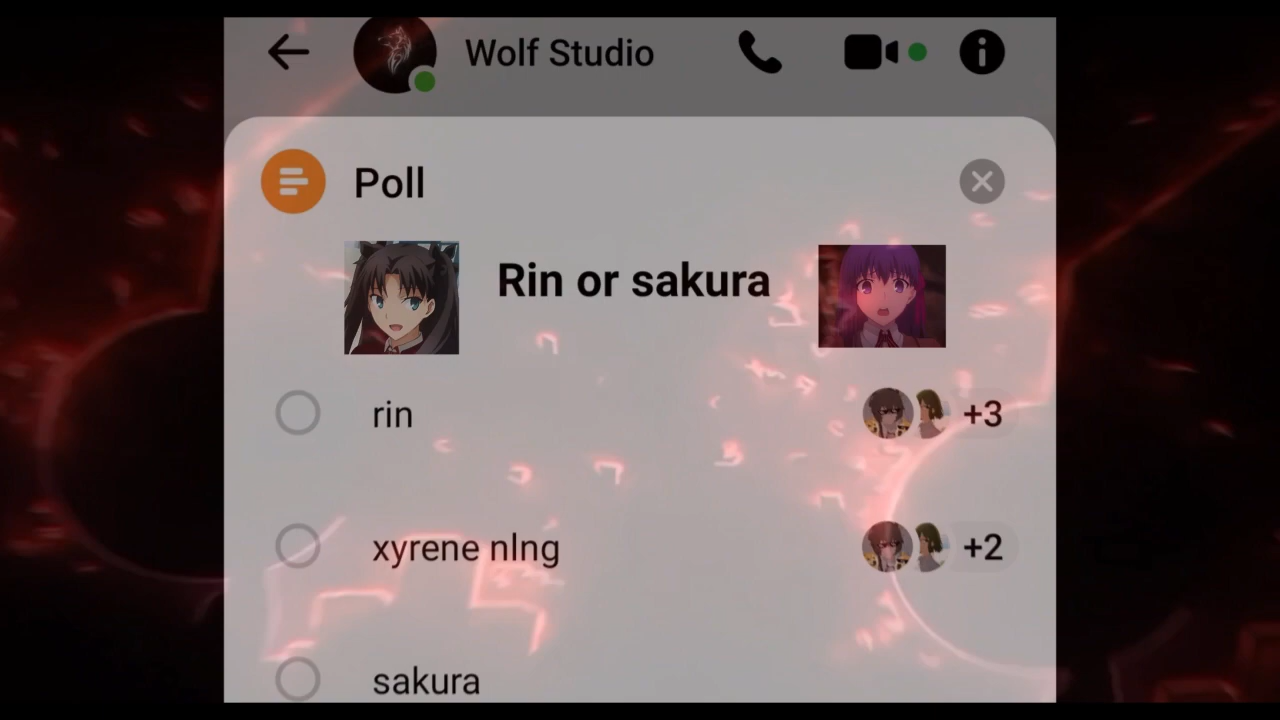 Wolf Studio
Poll
Rin or sakura
rin +3
xyrene nlng +2
sakura